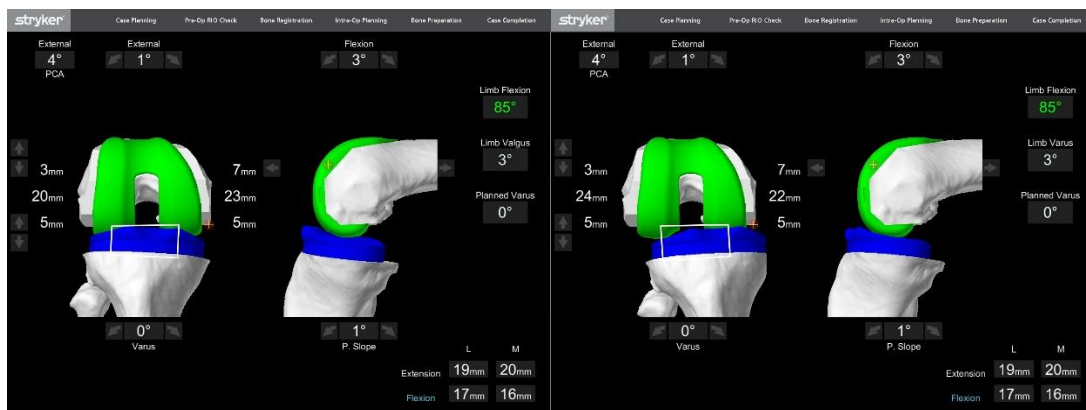 stryker Case Planning Pre-Op RIO Check Bone Registration Intra-Op Planning Bone Preparation Case Completion
External External Flexion
4° 1° 3°
PCA
Limb Flexion
85°
Limb Valgus
3mm 7mm 3°
20mm 23mm Planned Varus
5mm 5mm 0°
0° 1°
Varus P. Slope
L M
Extension 19mm 20mm
Flexion 17mm 16mm
stryker Case Planning Pre-Op RIO Check Bone Registration Intra-Op Planning Bone Preparation Case Completion
External External Flexion
4° 1° 3°
PCA
Limb Flexion
85°
Limb Varus
3mm 7mm 3°
24mm 22mm Planned Varus
5mm 5mm 0°
0° 1°
Varus P. Slope
L M
Extension 19mm 20mm
Flexion 17mm 16mm